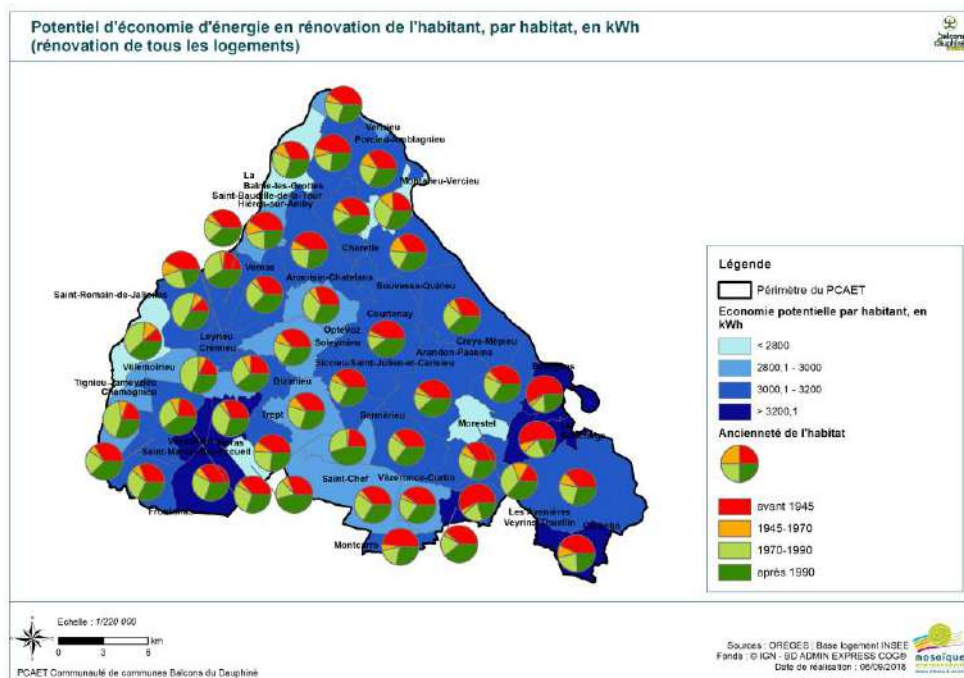 Potentiel d'économie d'énergie en rénovation de l'habitant, par habitat, en kWh
(rénovation de tous les logements)
balcons
dauphiné
Vertrieu
Porcieu-Amblagnieu
La
Balme-les-Grottes
Montalieu-Vercieu
Saint-Baudille-de-la-Tour
Hières-sur-Amby
Charette
Vernas
Annoisin-Chatelans
Bouvesse-Quirieu
Saint-Romain-de-Jalionas
Courtenay
Optevoz
Leyrieu
Soleymieu
Creys-Mépieu
Crémieu
Arandon-Passins
Villemoirieu
Siccieu-Saint-Julien-et-Carisieu
Dizimieu
Tignieu-Jameyzieu
Chamagnieu
Trept
Sermérieu
Morestel
Saint-Chef
Vézeronce-Curtin
Frontonas
Les Avenières
Veyrins-Thuellin
Corbelin
Montcarra
Légende
Périmètre du PCAET
Economie potentielle par habitant, en
kWh
< 2800
2800,1 - 3000
3000,1 - 3200
> 3200,1
Ancienneté de l'habitat
avant 1945
1945-1970
1970-1990
après 1990
Echelle : 1/220 000
0 3 6 km
PCAET Communauté de communes Balcons du Dauphiné
Sources : OREGES ; Base logement INSEE
Fonds : © IGN - BD ADMIN EXPRESS COG®
Date de réalisation : 06/09/2018
mosaïque